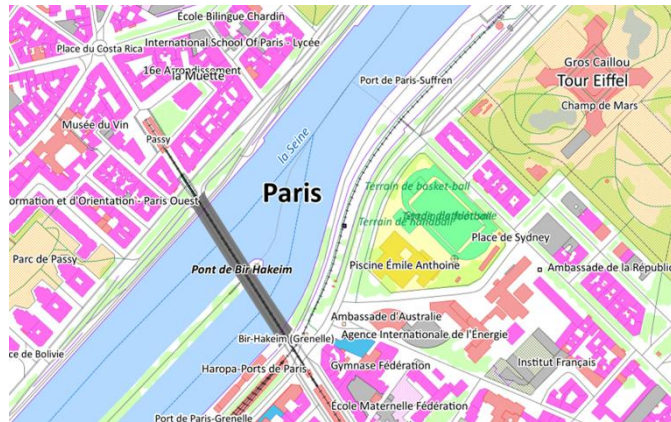 École Bilingue Chardin
International School Of Paris - Lycée
Place du Costa Rica
Gros Caillou
Tour Eiffel
16e Arrondissement
la Muette
Port de Paris-Suffren
Champ de Mars
Musée du Vin
Passy
la Seine
Paris
Terrain de basket-ball
ormation et d'Orientation - Paris Ouest
Terrain de handball
Place de Sydney
Parc de Passy
Pont de Bir Hakeim
Piscine Émile Anthoine
Ambassade de la Républic
Ambassade d'Australie
Bir-Hakeim (Grenelle)
Agence Internationale de l'Énergie
ce de Bolivie
Haropa-Ports de Paris
Gymnase Fédération
Institut Français
École Maternelle Fédération
Port de Paris-Grenelle